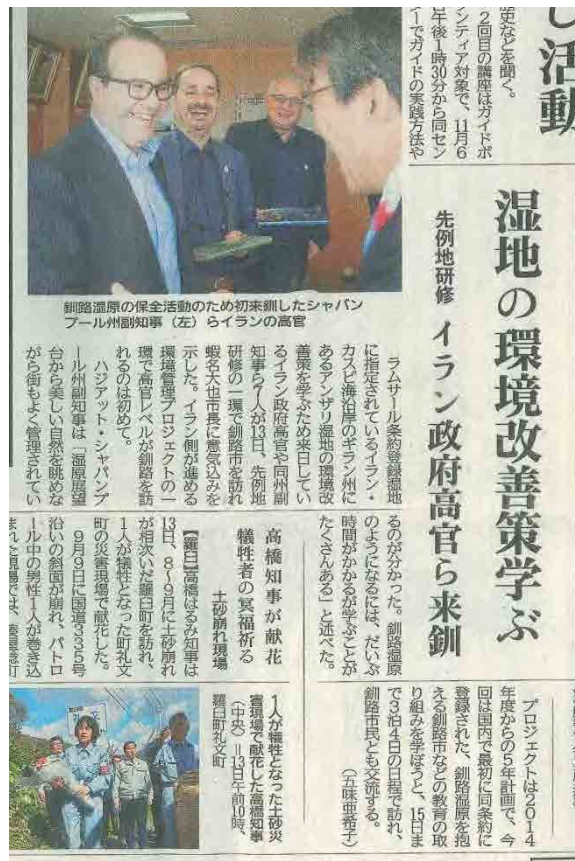 し活動
歴史などを聞く。
２回目の講座はガイドボ
ンティア対象で、11月６
日午後１時30分から同セン
ーでガイドの実践方法や
湿地の環境改善策学ぶ
先例地研修 イラン政府高官ら来釧
釧路湿原の保全活動のため初来釧したシャバン
プール州副知事（左）らイランの高官
ラムサール条約登録湿地
に指定されているイラン・
カスピ海沿岸のギラン州に
あるアンザリ湿地の環境改
善策を学ぶため来日してい
るイラン政府高官や同州副
知事ら７人が13日、先例地
研修の一環で釧路市を訪れ
蝦名大也市長に意気込みを
示した。イラン側が進める
環境管理プロジェクトの一
環で高官レベルが釧路を訪
れるのは初めて。
ハジアット・シャバンプ
ール州副知事は「湿原展望
台から美しい自然を眺めな
がら街もよく管理されてい
るのが分かった。釧路湿原
のようになるには、だいぶ
時間がかかるが学ぶことが
たくさんある」と述べた。
プロジェクトは２０１４
年度からの５年計画で、今
回は国内で最初に同条約に
登録された、釧路湿原を抱
える釧路市などの教育の取
り組みを学ぼうと、15日ま
で３泊４日の日程で訪れ、
釧路市民とも交流する。
（五味亜希子）
高橋知事が献花
犠牲者の冥福祈る
土砂崩れ現場
【羅臼】高橋はるみ知事は
13日、８～９月に土砂崩れ
が相次いだ羅臼町を訪れ、
１人が犠牲となった町礼文
町の災害現場で献花した。
９月９日に国道３３５号
沿いの斜面が崩れ、パトロ
ール中の男性１人が巻き込
まれた現場では、
１人が犠牲となった土砂災
害現場で献花した高橋知事
（中央）＝13日午前10時、
羅臼町礼文町